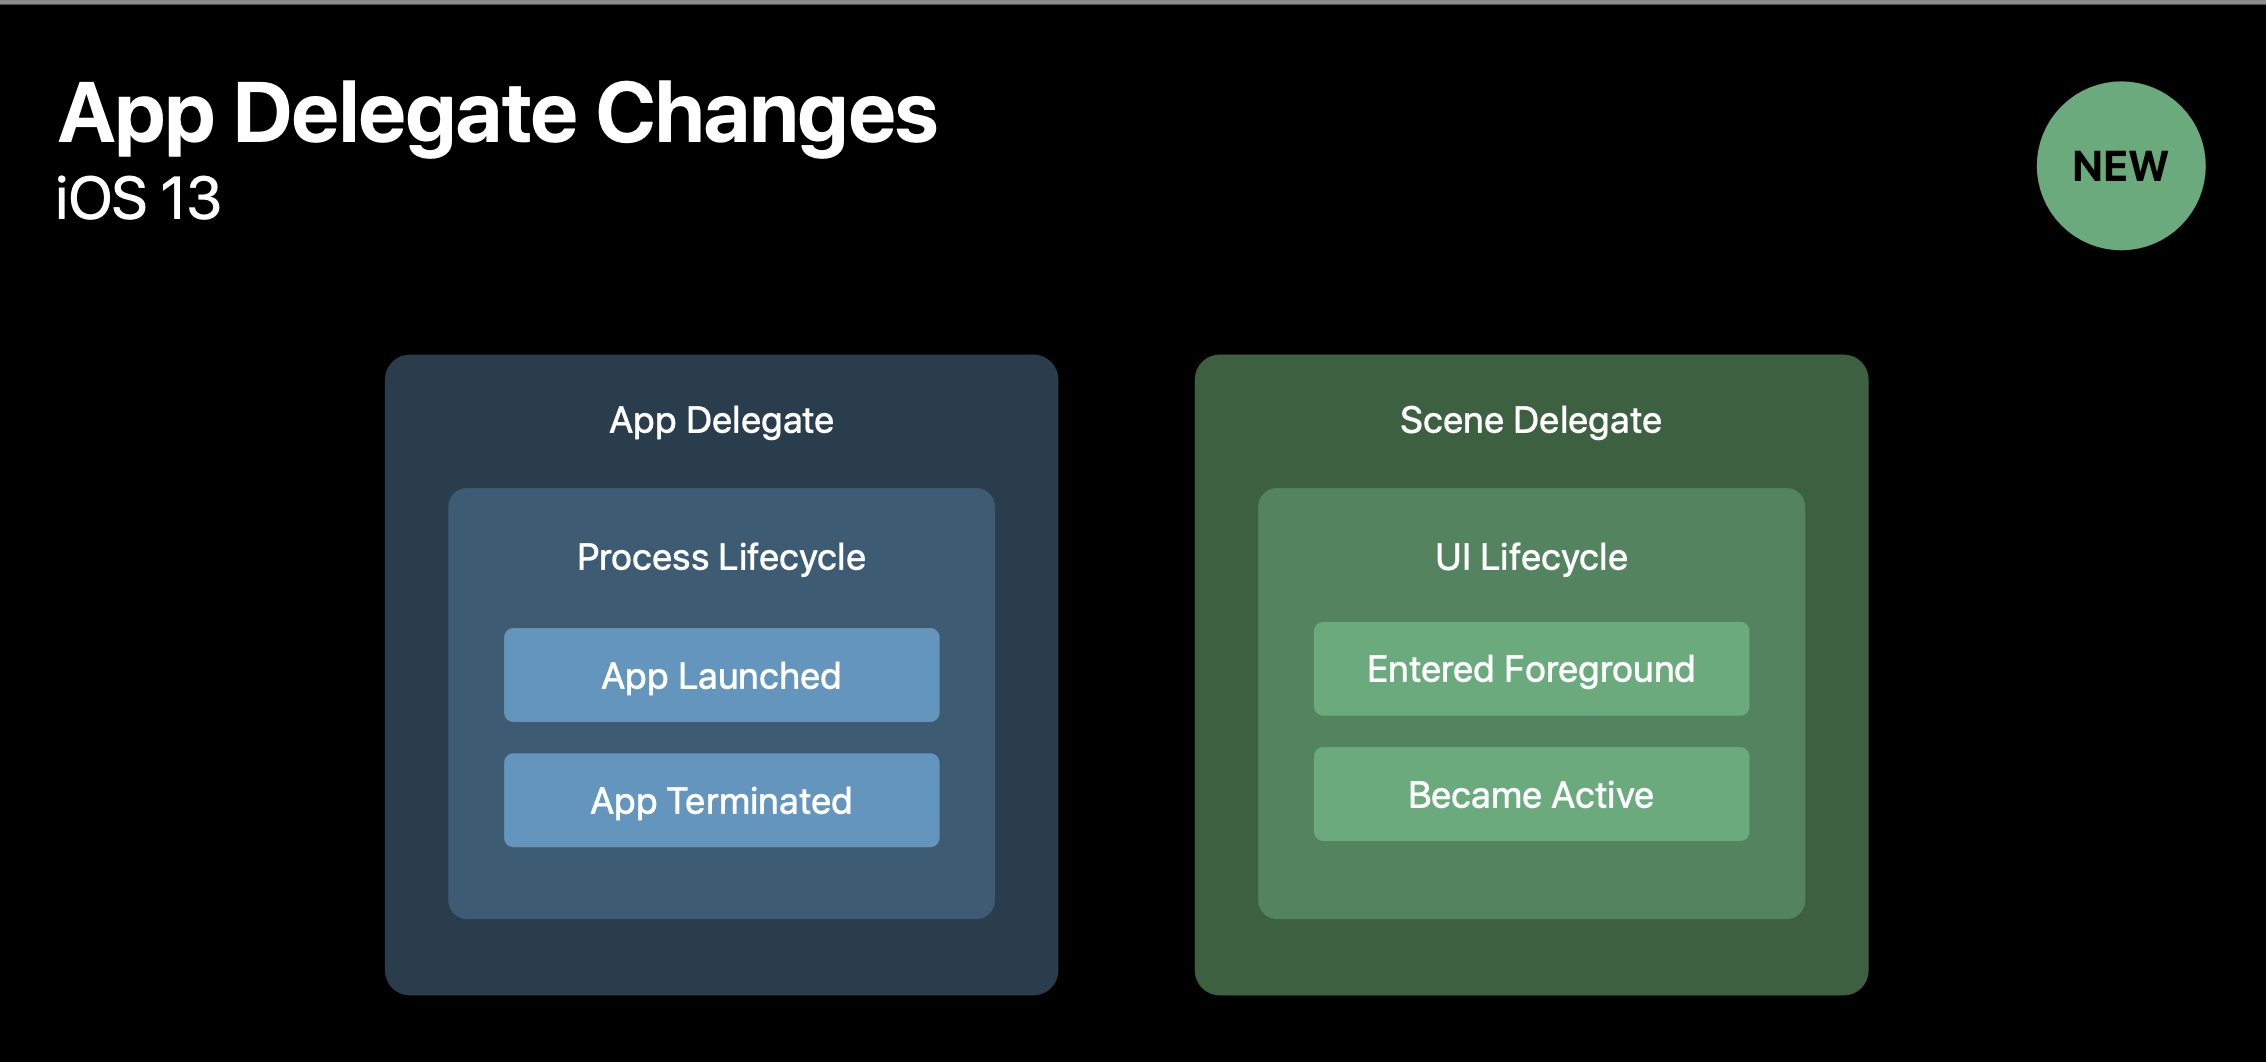 App Delegate Changes
iOS 13
NEW
App Delegate
Process Lifecycle
App Launched
App Terminated
Scene Delegate
UI Lifecycle
Entered Foreground
Became Active